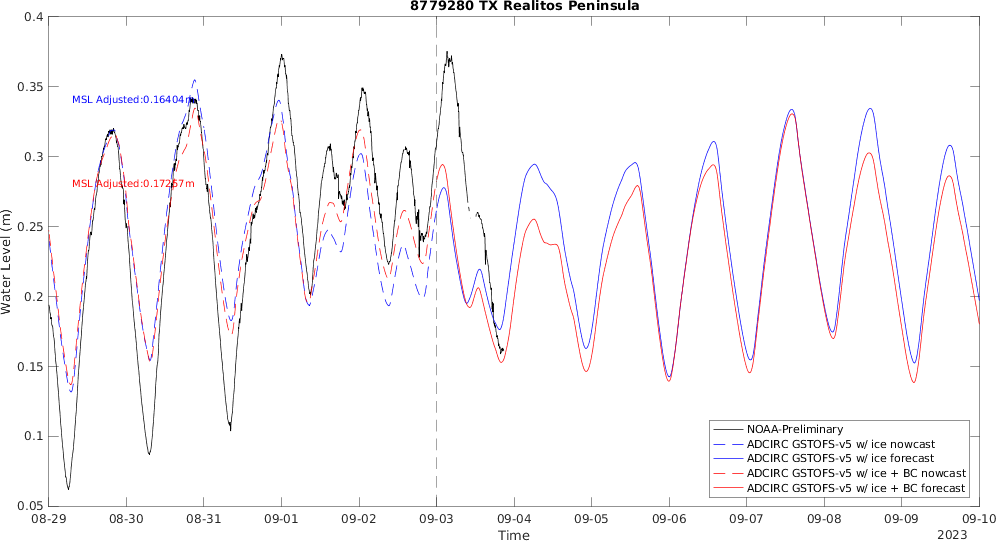 8779280 TX Realitos Peninsula
0.4
0.35
0.3
0.25
0.2
0.15
0.1
0.05
Water Level (m)
MSL Adjusted:0.16404m
MSL Adjusted:0.17257m
NOAA-Preliminary
ADCIRC GSTOFS-v5 w/ ice nowcast
ADCIRC GSTOFS-v5 w/ ice forecast
ADCIRC GSTOFS-v5 w/ ice + BC nowcast
ADCIRC GSTOFS-v5 w/ ice + BC forecast
08-29 08-30 08-31 09-01 09-02 09-03 09-04 09-05 09-06 09-07 09-08 09-09 09-10
Time
2023